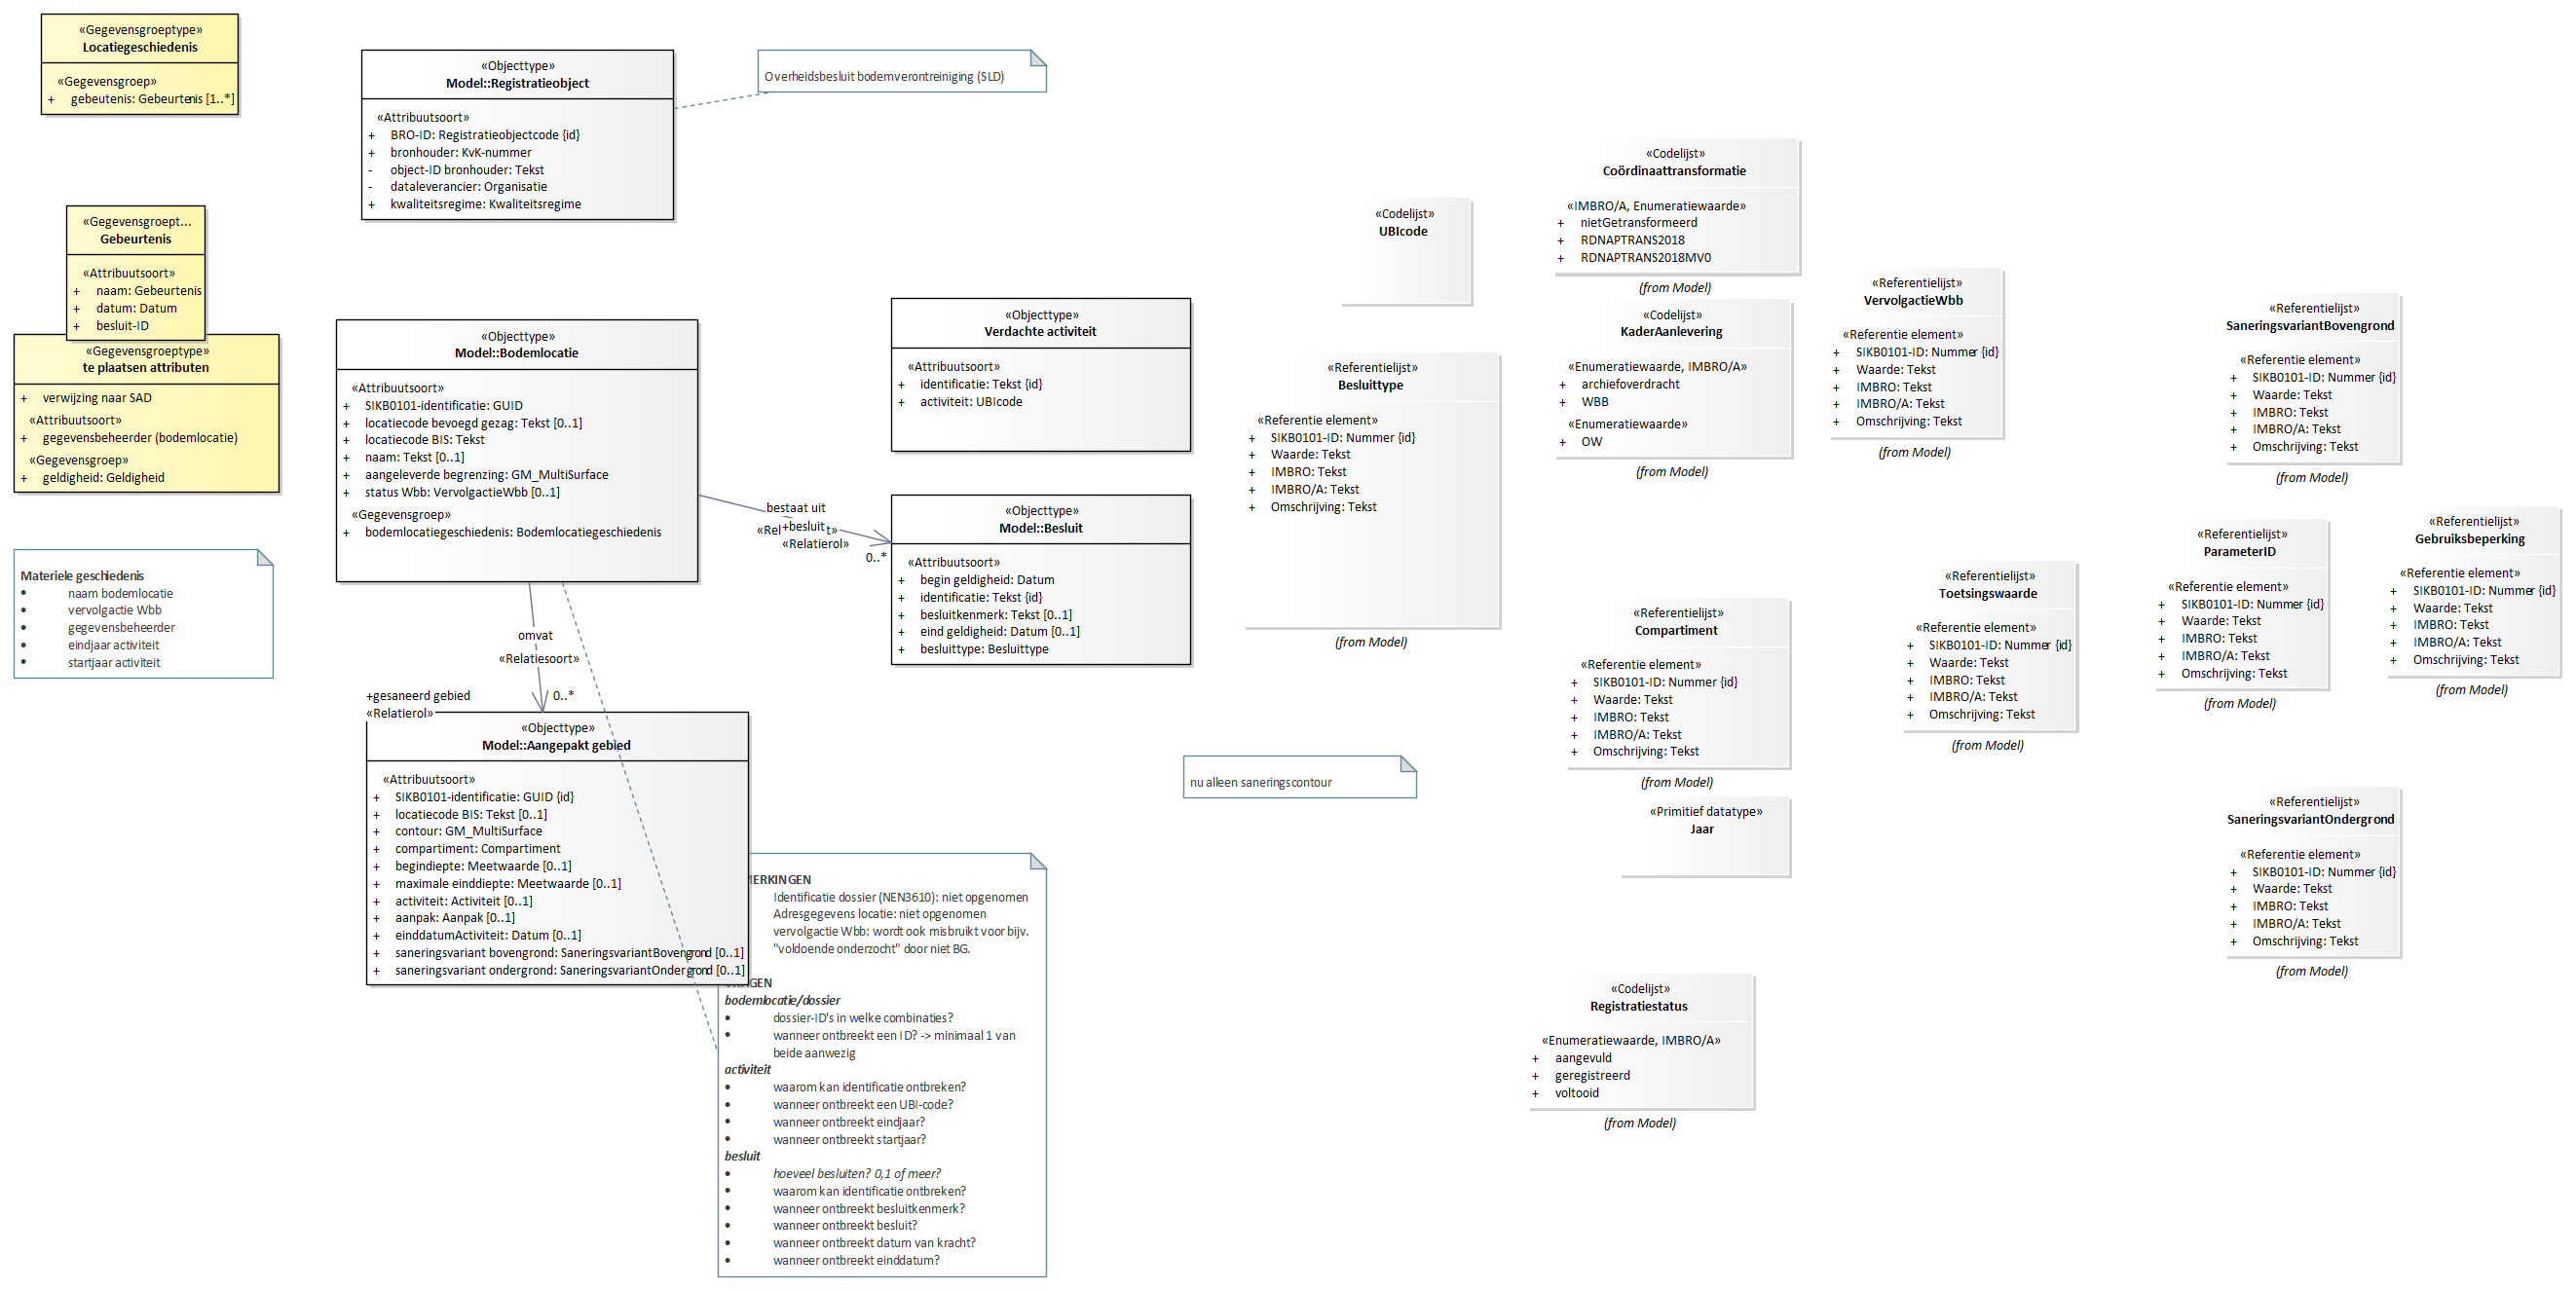 «Gegevensgroeptype»
Locatiegeschiedenis
«Gegevensgroep»
+ gebeutenis: Gebeurtenis [1..*]
«Objecttype»
Model::Registratieobject
«Attribuutsoort»
+ BRO-ID: Registratieobjectcode {id}
+ bronhouder: KvK-nummer
- object-ID bronhouder: Tekst
- dataleverancier: Organisatie
+ kwaliteitsregime: Kwaliteitsregime
Overheidsbesluit bodemverontreiniging (SLD)
«Gegevensgroept...
Gebeurtenis
«Attribuutsoort»
+ naam: Gebeurtenis
+ datum: Datum
+ besluit-ID
«Gegevensgroeptype»
te plaatsen attributen
+ verwijzing naar SAD
«Attribuutsoort»
+ gegevensbeheerder (bodemlocatie)
«Gegevensgroep»
+ geldigheid: Geldigheid
Materiele geschiedenis
• naam bodemlocatie
• vervolgactie Wbb
• gegevensbeheerder
• eindjaar activiteit
• startjaar activiteit
«Objecttype»
Model::Bodemlocatie
«Attribuutsoort»
+ SIKB0101-identificatie: GUID
+ locatiecode bevoegd gezag: Tekst [0..1]
+ locatiecode BIS: Tekst
+ naam: Tekst [0..1]
+ aangeleverde begrenzing: GM_MultiSurface
+ status Wbb: VervolgactieWbb [0..1]
«Gegevensgroep»
+ bodemlocatiegeschiedenis: Bodemlocatiegeschiedenis
bestaat uit
+besluit
«Relatierol»
0..*
omvat
«Relatiesoort»
0..*
+gesaneerd gebied
«Relatierol»
«Objecttype»
Verdachte activiteit
«Attribuutsoort»
+ identificatie: Tekst {id}
+ activiteit: UBIcode
«Objecttype»
Model::Besluit
«Attribuutsoort»
+ begin geldigheid: Datum
+ identificatie: Tekst {id}
+ besluitkenmerk: Tekst [0..1]
+ eind geldigheid: Datum [0..1]
+ besluittype: Besluittype
«Objecttype»
Model::Aangepakt gebied
«Attribuutsoort»
+ SIKB0101-identificatie: GUID {id}
+ locatiecode BIS: Tekst [0..1]
+ contour: GM_MultiSurface
+ compartiment: Compartiment
+ begindiepte: Meetwaarde [0..1]
+ maximale einddiepte: Meetwaarde [0..1]
+ activiteit: Activiteit [0..1]
+ aanpak: Aanpak [0..1]
+ einddatumActiviteit: Datum [0..1]
+ saneringsvariant bovengrond: SaneringsvariantBovengrond [0..1]
+ saneringsvariant ondergrond: SaneringsvariantOndergrond [0..1]
MERKINGEN
Identificatie dossier (NEN3610): niet opgenomen
Adresgegevens locatie: niet opgenomen
vervolgactie Wbb: wordt ook misbruikt voor bijv.
"voldoende onderzocht" door niet BG.
GEN
bodemlocatie/dossier
• dossier-ID's in welke combinaties?
• wanneer ontbreekt een ID? -> minimaal 1 van
beide aanwezig
activiteit
• waarom kan identificatie ontbreken?
• wanneer ontbreekt een UBI-code?
• wanneer ontbreekt eindjaar?
• wanneer ontbreekt startjaar?
besluit
• hoeveel besluiten? 0,1 of meer?
• waarom kan identificatie ontbreken?
• wanneer ontbreekt besluitkenmerk?
• wanneer ontbreekt besluit?
• wanneer ontbreekt datum van kracht?
• wanneer ontbreekt einddatum?
nu alleen saneringscontour
«Codelijst»
UBIcode
«Referentielijst»
Besluittype
«Referentie element»
+ SIKB0101-ID: Nummer {id}
+ Waarde: Tekst
+ IMBRO: Tekst
+ IMBRO/A: Tekst
+ Omschrijving: Tekst
(from Model)
«Codelijst»
Coördinaattransformatie
«IMBRO/A, Enumeratiewaarde»
+ nietGetransformeerd
+ RDNAPTRANS2018
+ RDNAPTRANS2018MV0
(from Model)
«Codelijst»
KaderAanlevering
«Enumeratiewaarde, IMBRO/A»
+ archiefoverdracht
+ WBB
«Enumeratiewaarde»
+ OW
(from Model)
«Referentielijst»
VervolgactieWbb
«Referentie element»
+ SIKB0101-ID: Nummer {id}
+ Waarde: Tekst
+ IMBRO: Tekst
+ IMBRO/A: Tekst
+ Omschrijving: Tekst
(from Model)
«Referentielijst»
SaneringsvariantBovengrond
«Referentie element»
+ SIKB0101-ID: Nummer {id}
+ Waarde: Tekst
+ IMBRO: Tekst
+ IMBRO/A: Tekst
+ Omschrijving: Tekst
(from Model)
«Referentielijst»
Compartiment
«Referentie element»
+ SIKB0101-ID: Nummer {id}
+ Waarde: Tekst
+ IMBRO: Tekst
+ IMBRO/A: Tekst
+ Omschrijving: Tekst
(from Model)
«Primitief datatype»
Jaar
«Referentielijst»
Toetsingswaarde
«Referentie element»
+ SIKB0101-ID: Nummer {id}
+ Waarde: Tekst
+ IMBRO: Tekst
+ IMBRO/A: Tekst
+ Omschrijving: Tekst
(from Model)
«Referentielijst»
ParameterID
«Referentie element»
+ SIKB0101-ID: Nummer {id}
+ Waarde: Tekst
+ IMBRO: Tekst
+ IMBRO/A: Tekst
+ Omschrijving: Tekst
(from Model)
«Referentielijst»
Gebruiksbeperking
«Referentie element»
+ SIKB0101-ID: Nummer {id}
+ Waarde: Tekst
+ IMBRO: Tekst
+ IMBRO/A: Tekst
+ Omschrijving: Tekst
(from Model)
«Referentielijst»
SaneringsvariantOndergrond
«Referentie element»
+ SIKB0101-ID: Nummer {id}
+ Waarde: Tekst
+ IMBRO: Tekst
+ IMBRO/A: Tekst
+ Omschrijving: Tekst
(from Model)
«Codelijst»
Registratiestatus
«Enumeratiewaarde, IMBRO/A»
+ aangevuld
+ geregistreerd
+ voltooid
(from Model)